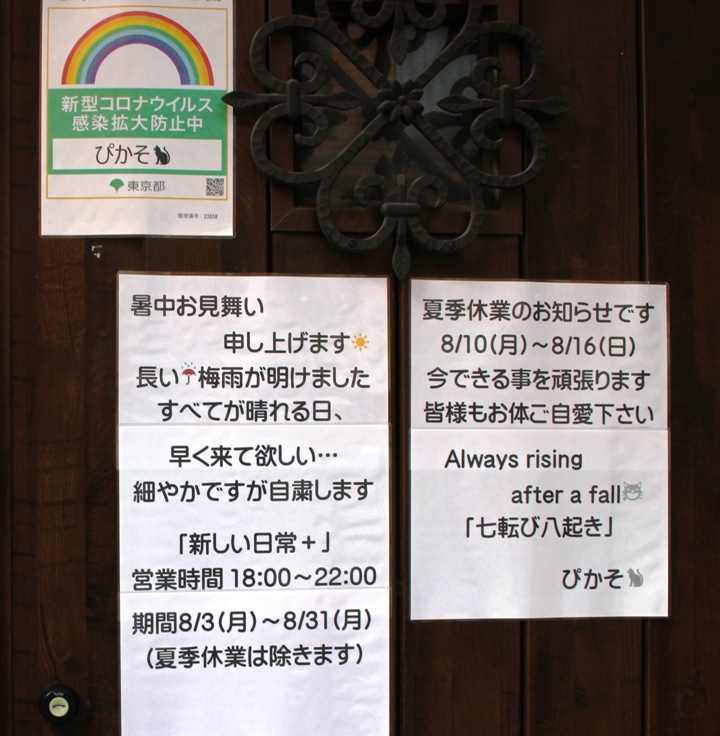 新型コロナウイルス
感染拡大防止中
ぴかそ
東京都
暑中お見舞い
申し上げます☀
長い☔梅雨が明けました
すべてが晴れる日、
早く来て欲しい…
細やかですが自粛します
「新しい日常+」
営業時間 18:00～22:00
期間8/3(月)～8/31(月)
(夏季休業は除きます)
夏季休業のお知らせです
8/10(月)～8/16(日)
今できる事を頑張ります
皆様もお体ご自愛下さい
Always rising
after a fall
「七転び八起き」
ぴかそ